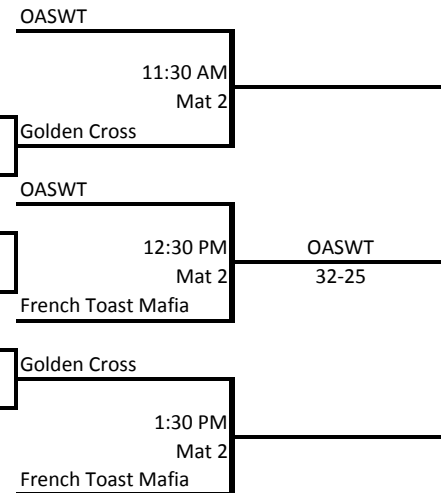 OASWT
11:30 AM
Mat 2
Golden Cross
OASWT
12:30 PM
OASWT
Mat 2
32-25
French Toast Mafia
Golden Cross
1:30 PM
Mat 2
French Toast Mafia